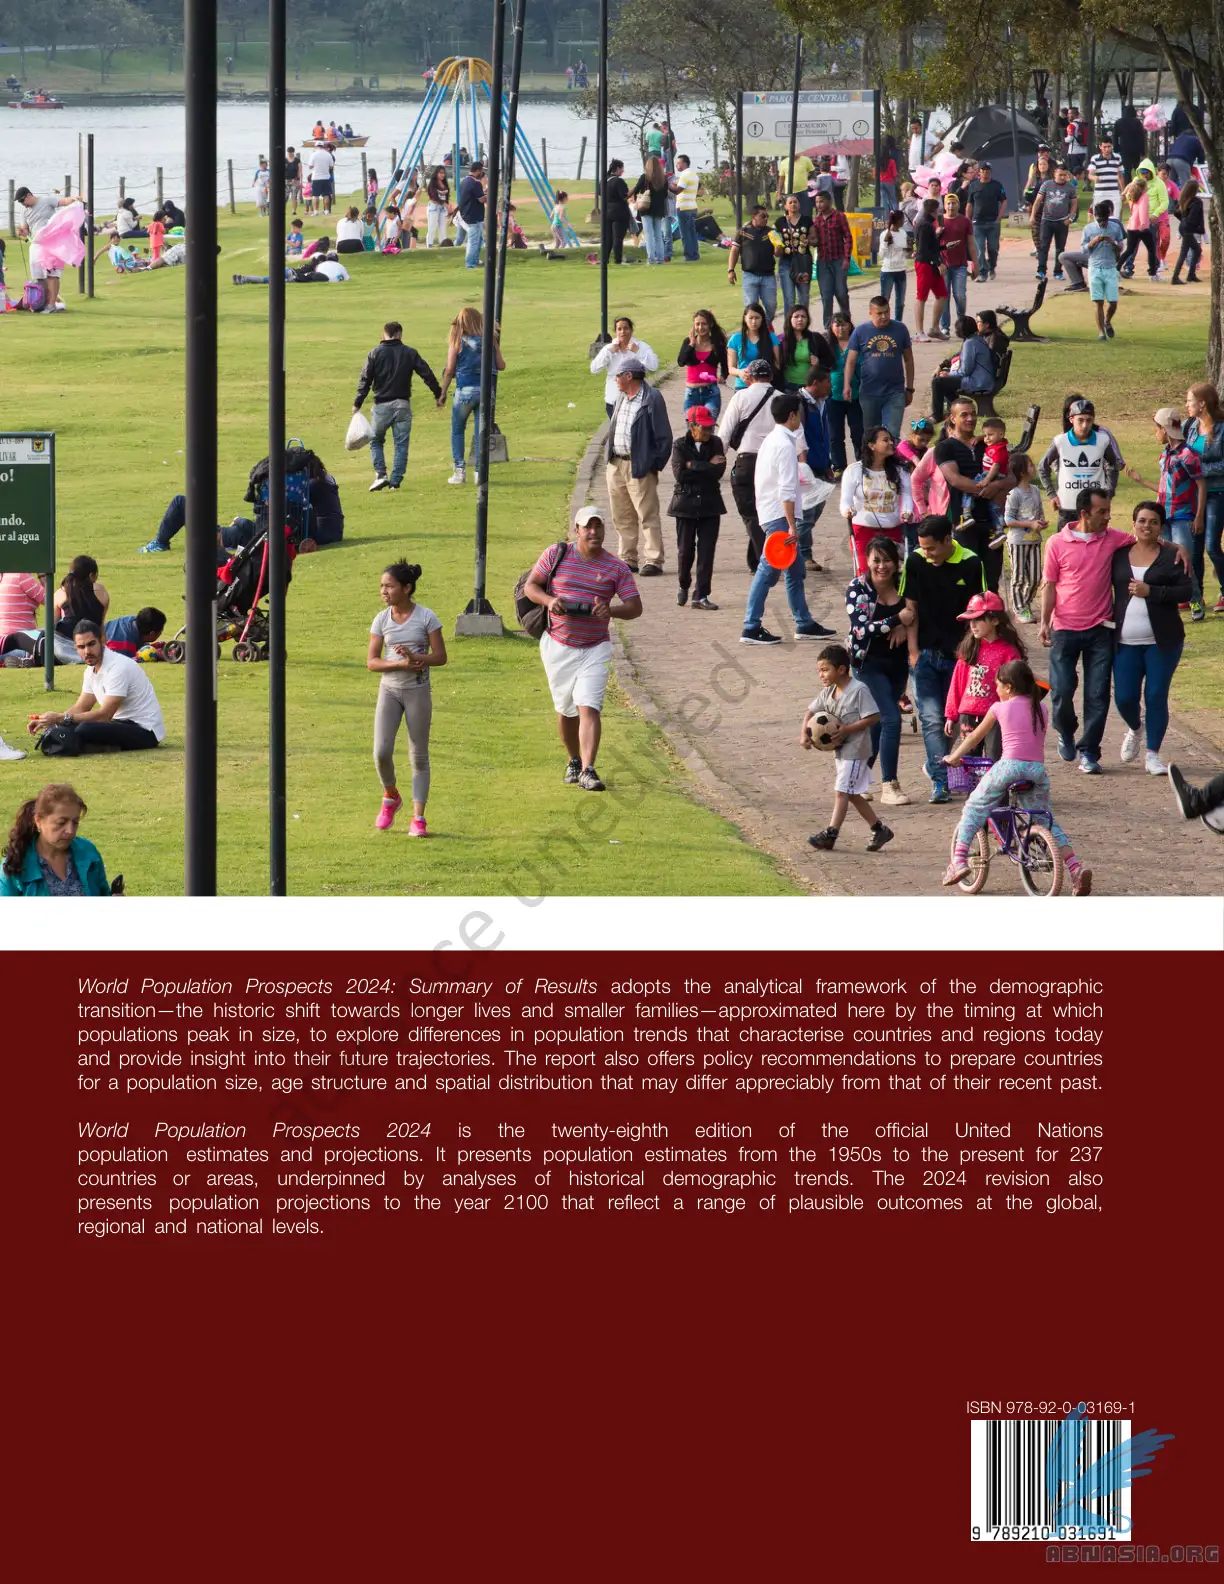 PARQUE CENTRAL
ABERCROMBIE
adidas
LIVAR
o!
ndo.
ar al agua
advance unedited
World Population Prospects 2024: Summary of Results adopts the analytical framework of the demographic
transition—the historic shift towards longer lives and smaller families—approximated here by the timing at which
populations peak in size, to explore differences in population trends that characterise countries and regions today
and provide insight into their future trajectories. The report also offers policy recommendations to prepare countries
for a population size, age structure and spatial distribution that may differ appreciably from that of their recent past.
World Population Prospects 2024 is the twenty-eighth edition of the official United Nations
population estimates and projections. It presents population estimates from the 1950s to the present for 237
countries or areas, underpinned by analyses of historical demographic trends. The 2024 revision also
presents population projections to the year 2100 that reflect a range of plausible outcomes at the global,
regional and national levels.
ISBN 978-92-0-03169-1
9 789210 031691
ABNASIA.ORG